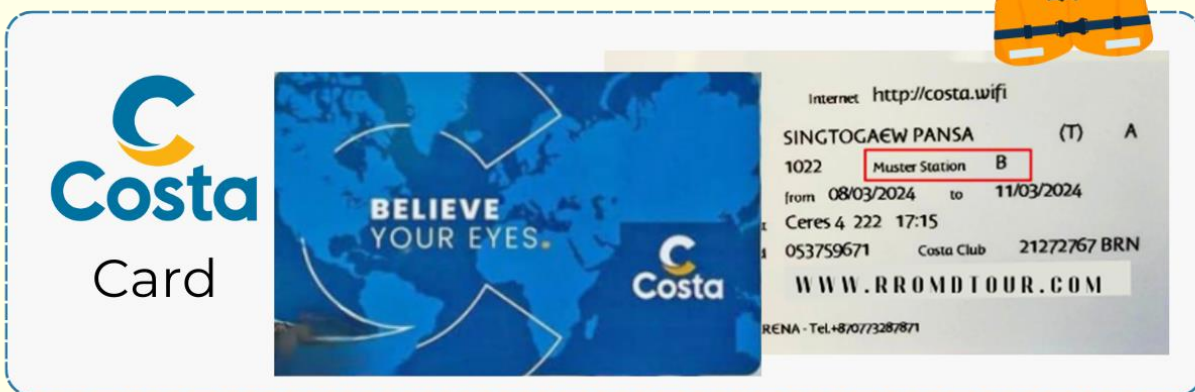 Costa
Card
BELIEVE
YOUR EYES.
Costa
Internet http://costa.wifi
SINGTOGAEW PANSA (T) A
1022 Muster Station B
from 08/03/2024 to 11/03/2024
Ceres 4 222 17:15
053759671 Costa Club 21272767 BRN
WWW.RROMDTOUR.COM
RENA - Tel.+870773287871